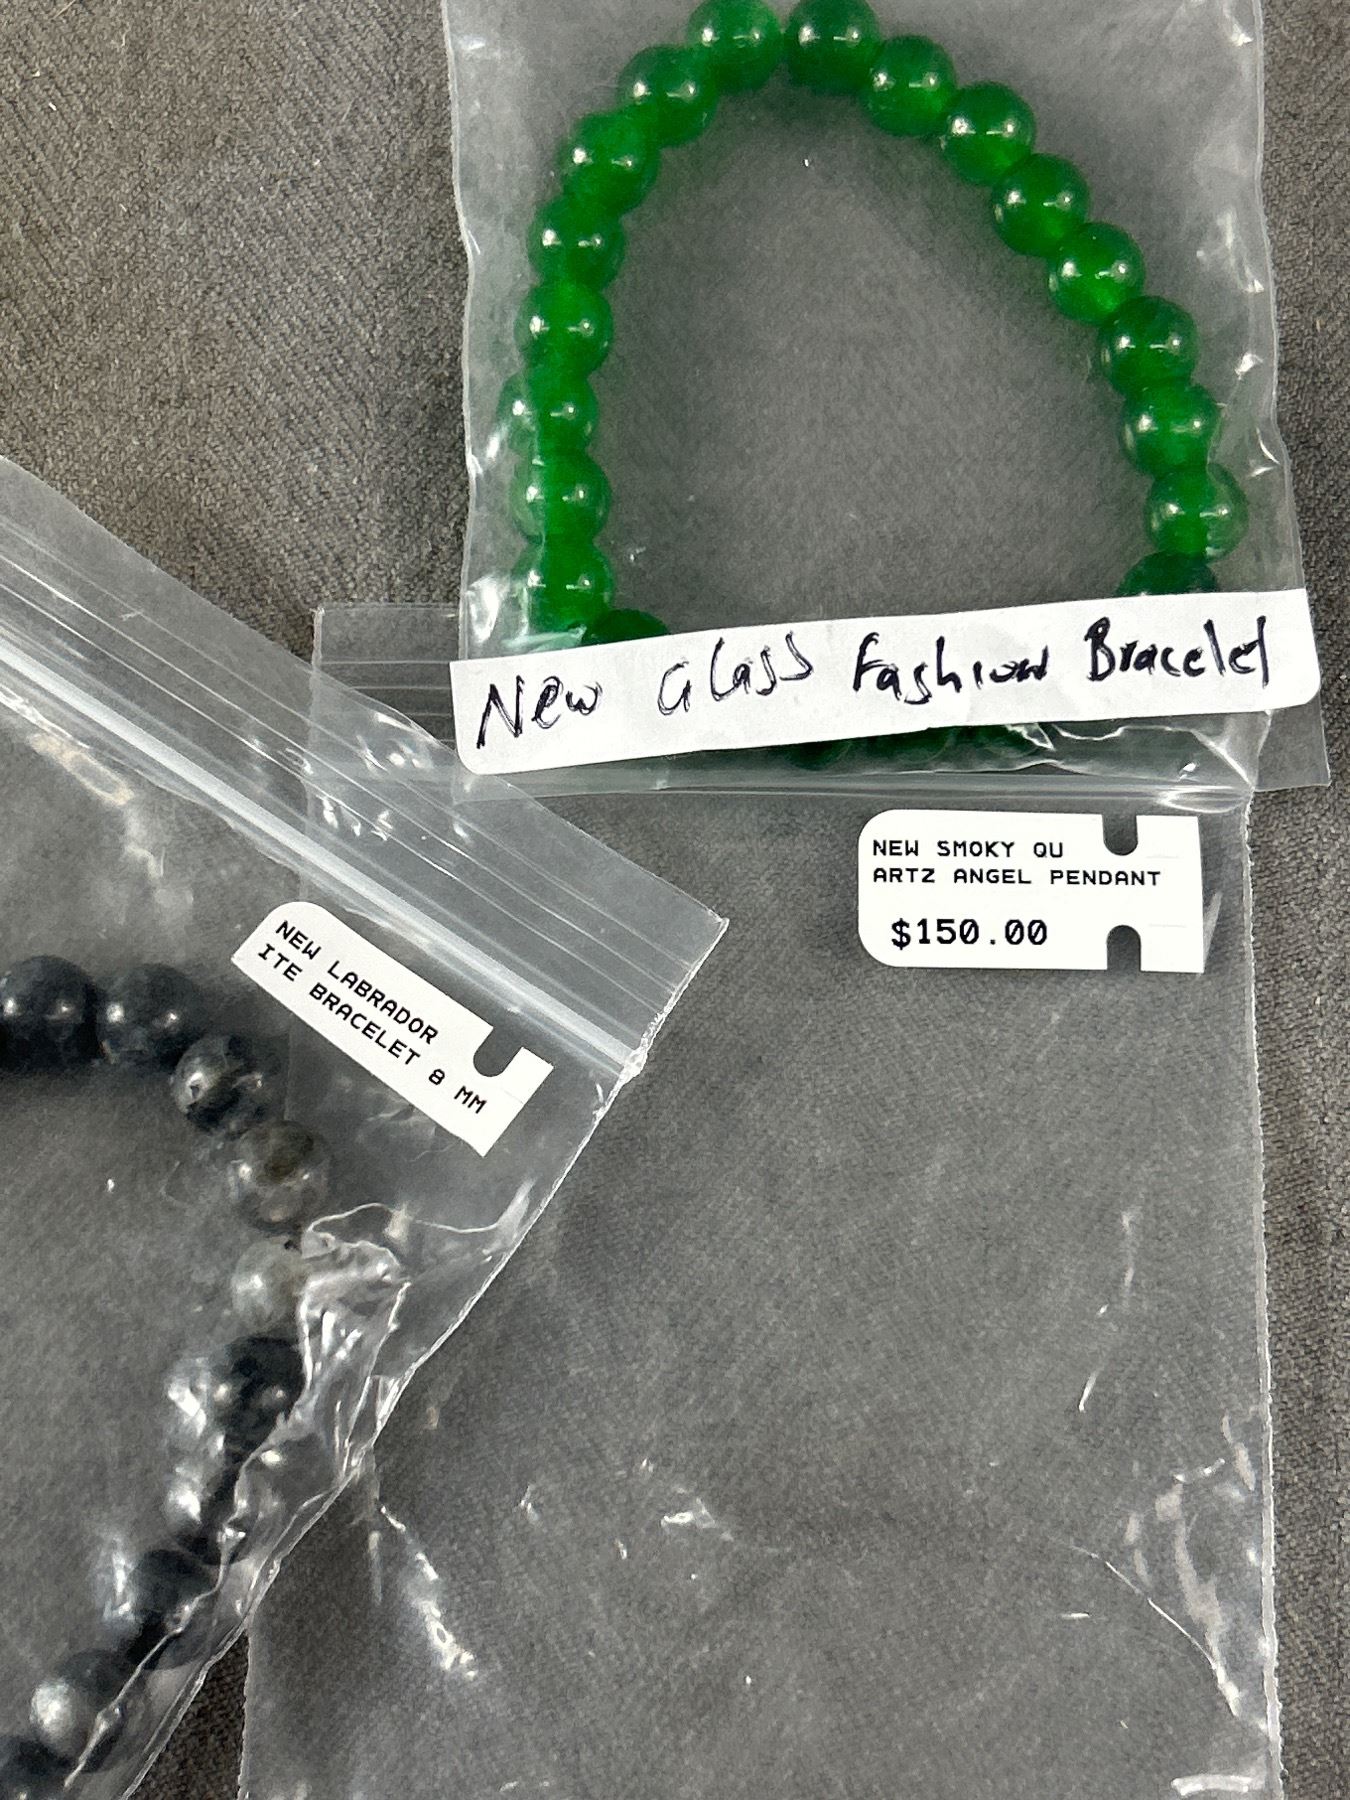 New Glass Fashion Bracelet
NEW SMOKY QU
ARTZ ANGEL PENDANT
$150.00
NEW LABRADOR
ITE BRACELET 8 MM